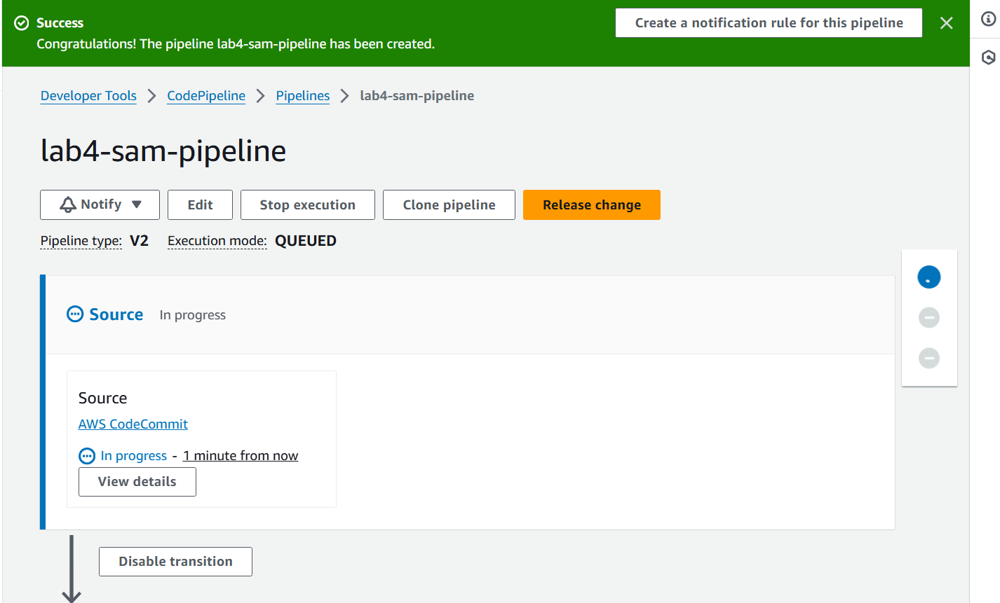 Success
Create a notification rule for this pipeline
Congratulations! The pipeline lab4-sam-pipeline has been created.
Developer Tools > CodePipeline > Pipelines > lab4-sam-pipeline
lab4-sam-pipeline
Notify ▼ Edit Stop execution Clone pipeline Release change
Pipeline type: V2 Execution mode: QUEUED
Source In progress
Source
AWS CodeCommit
In progress - 1 minute from now
View details
Disable transition